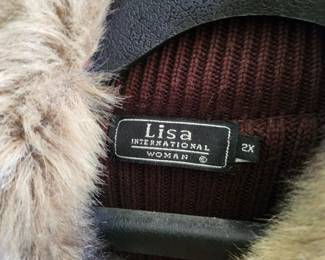 Lisa
INTERNATIONAL
WOMAN ©
2X